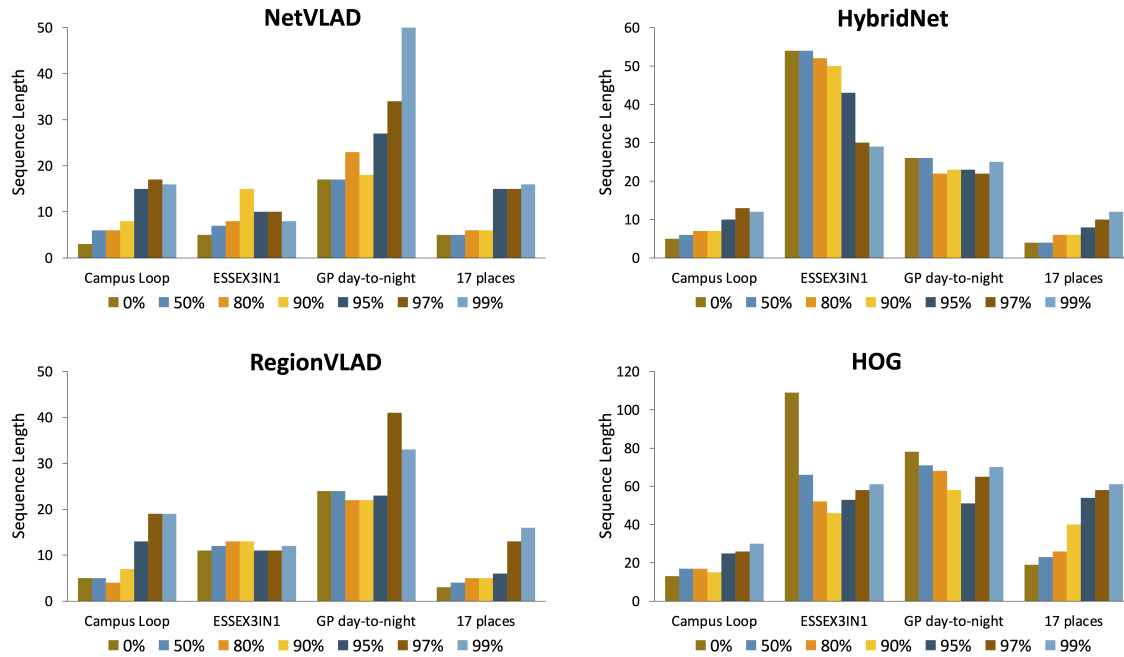 NetVLAD
Sequence Length
50
40
30
20
10
0
Campus Loop ESSEX3IN1 GP day-to-night 17 places
0% 50% 80% 90% 95% 97% 99%
HybridNet
Sequence Length
60
50
40
30
20
10
0
Campus Loop ESSEX3IN1 GP day-to-night 17 places
0% 50% 80% 90% 95% 97% 99%
RegionVLAD
Sequence Length
50
40
30
20
10
0
Campus Loop ESSEX3IN1 GP day-to-night 17 places
0% 50% 80% 90% 95% 97% 99%
HOG
Sequence Length
120
100
80
60
40
20
0
Campus Loop ESSEX3IN1 GP day-to-night 17 places
0% 50% 80% 90% 95% 97% 99%